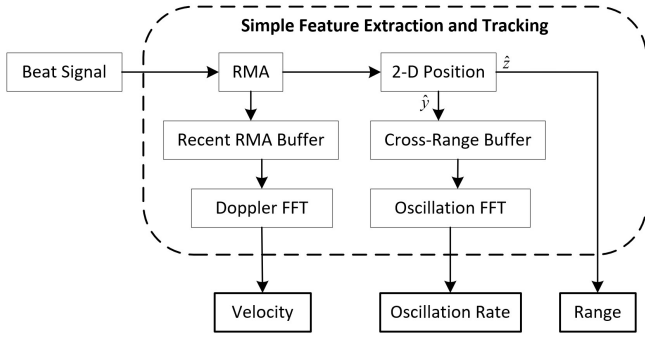 Simple Feature Extraction and Tracking
Beat Signal
RMA
2-D Position
ẑ
ŷ
Recent RMA Buffer
Cross-Range Buffer
Doppler FFT
Oscillation FFT
Velocity
Oscillation Rate
Range